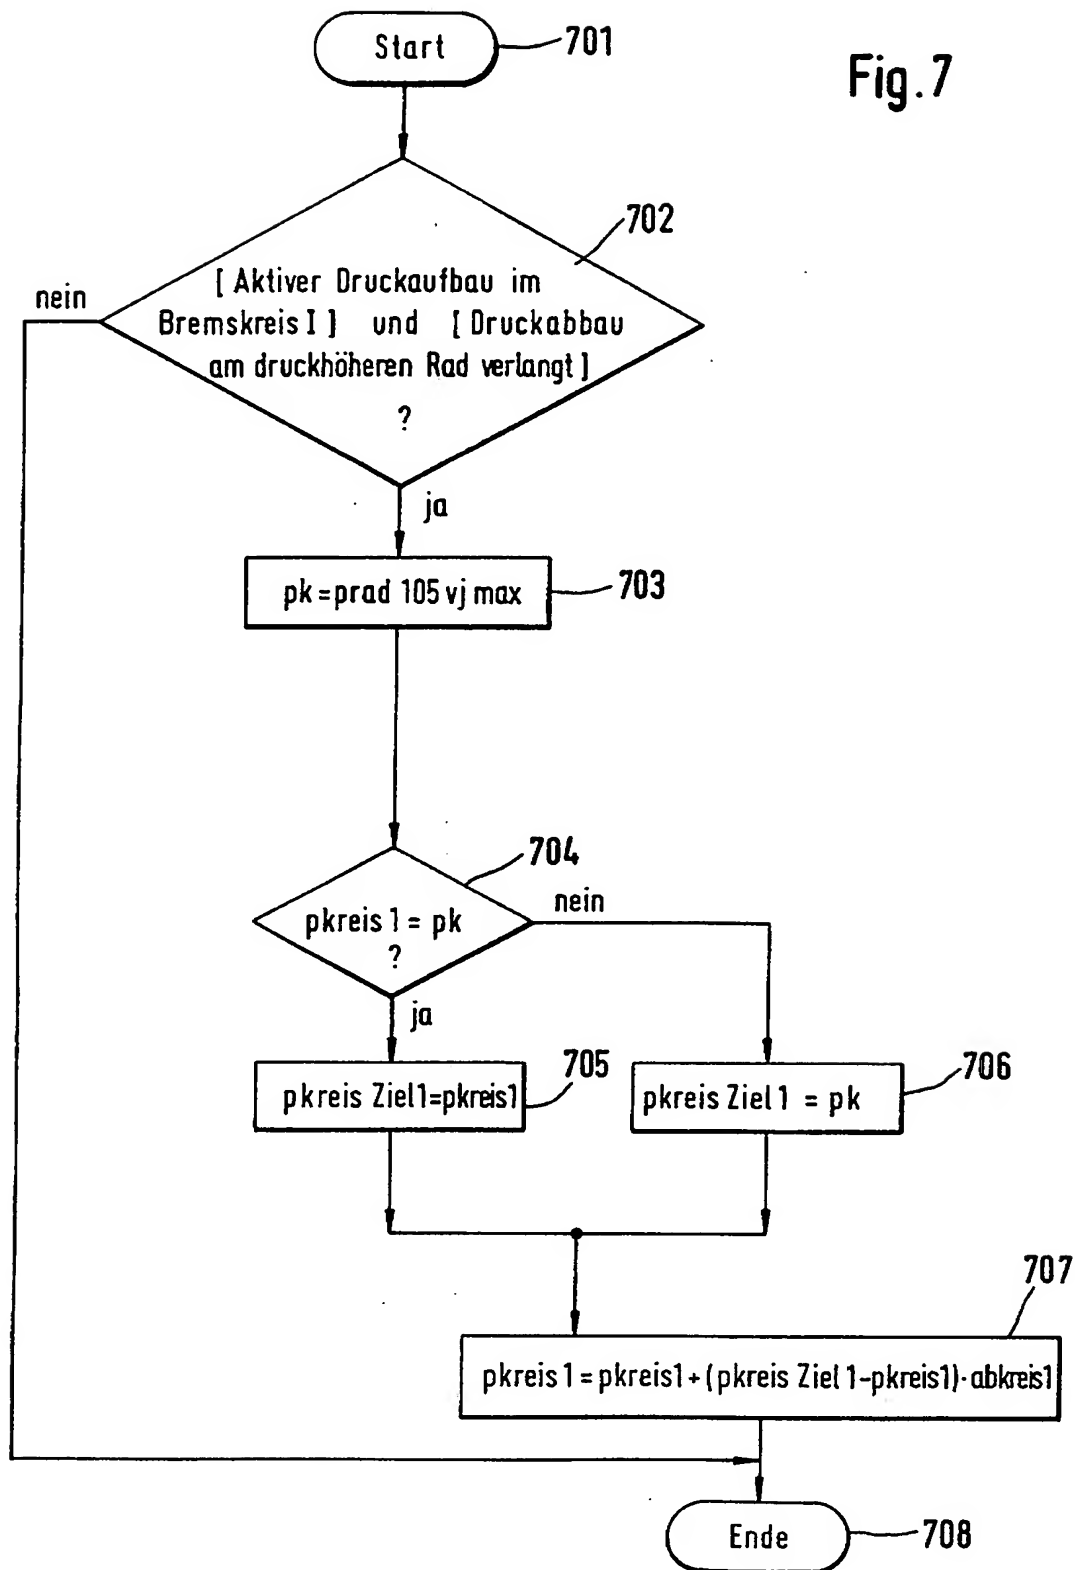 Start
701
Fig. 7
702
nein
[ Aktiver Druckaufbau im
Bremskreis I ] und [ Druckabbau
am druckhöheren Rad verlangt ]
?
ja
pk = prad 105 vj max
703
704
nein
pkreis 1 = pk
?
ja
705
pkreis Ziel1=pkreis1
706
pkreis Ziel 1 = pk
707
pkreis 1 = pkreis1 + (pkreis Ziel 1-pkreis1) · abkreis1
Ende
708